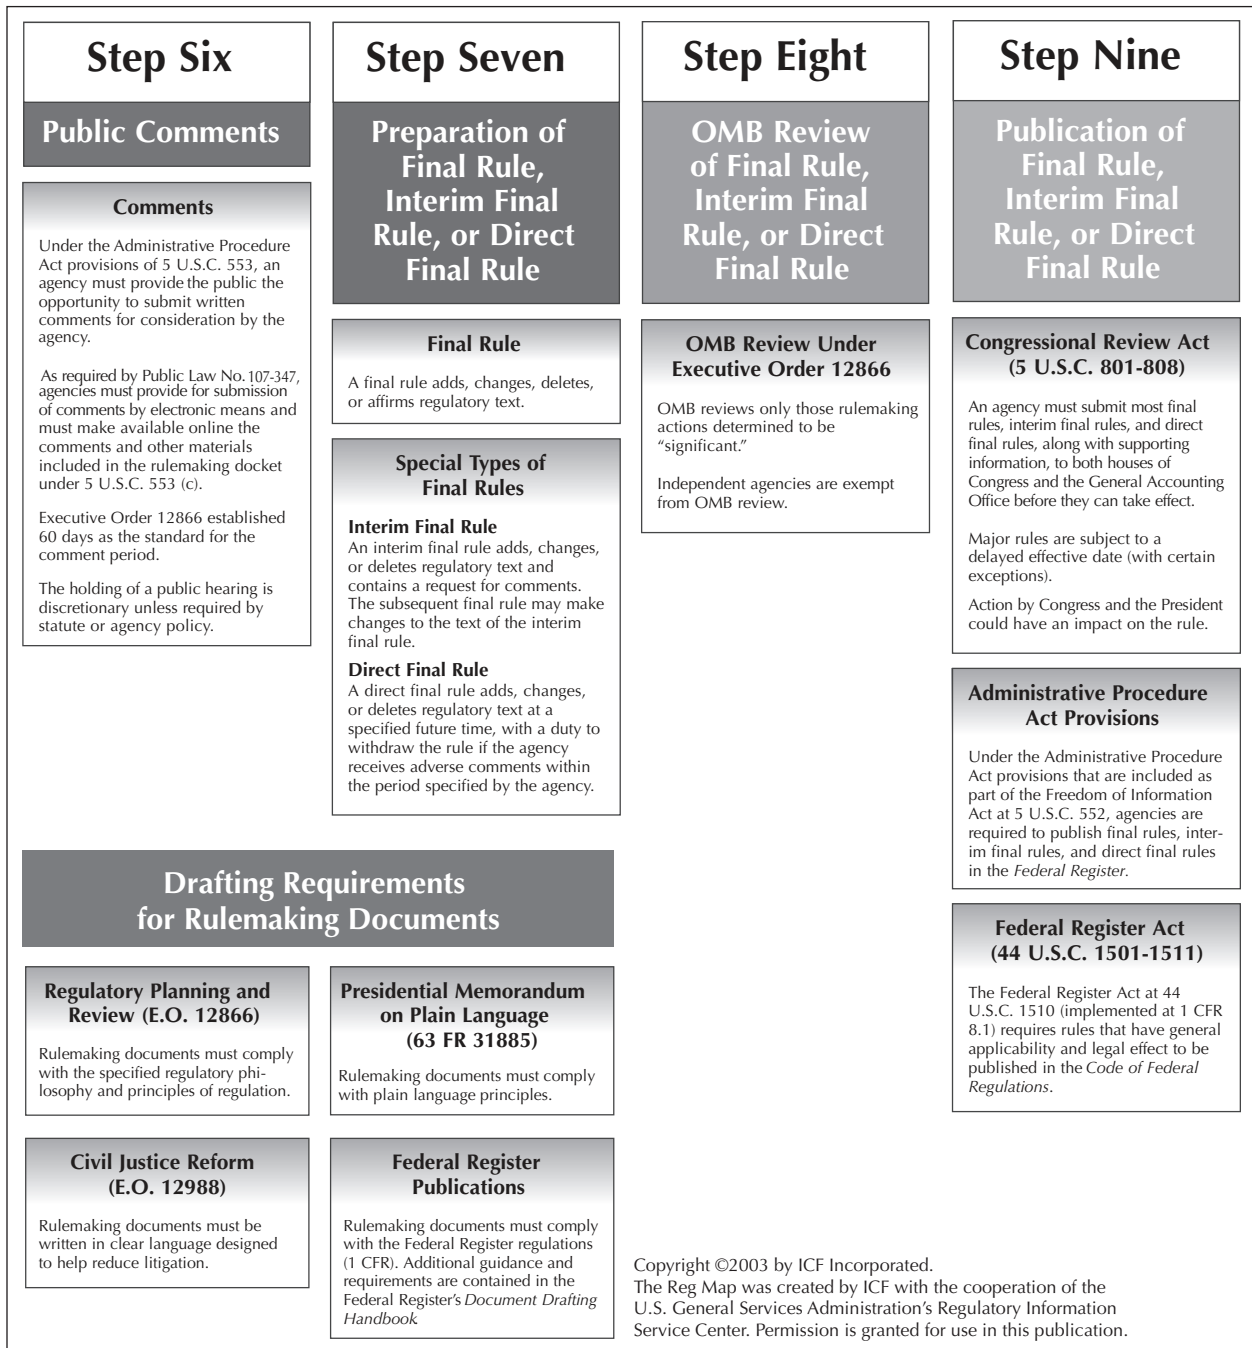 Step Six
Public Comments
Comments
Under the Administrative Procedure
Act provisions of 5 U.S.C. 553, an
agency must provide the public the
opportunity to submit written
comments for consideration by the
agency.
As required by Public Law No. 107-347,
agencies must provide for submission
of comments by electronic means and
must make available online the
comments and other materials
included in the rulemaking docket
under 5 U.S.C. 553 (c).
Executive Order 12866 established
60 days as the standard for the
comment period.
The holding of a public hearing is
discretionary unless required by
statute or agency policy.
Step Seven
Preparation of
Final Rule,
Interim Final
Rule, or Direct
Final Rule
Final Rule
A final rule adds, changes, deletes,
or affirms regulatory text.
Special Types of
Final Rules
Interim Final Rule
An interim final rule adds, changes,
or deletes regulatory text and
contains a request for comments.
The subsequent final rule may make
changes to the text of the interim
final rule.
Direct Final Rule
A direct final rule adds, changes,
or deletes regulatory text at a
specified future time, with a duty to
withdraw the rule if the agency
receives adverse comments within
the period specified by the agency.
Step Eight
OMB Review
of Final Rule,
Interim Final
Rule, or Direct
Final Rule
OMB Review Under
Executive Order 12866
OMB reviews only those rulemaking
actions determined to be
“significant.”
Independent agencies are exempt
from OMB review.
Step Nine
Publication of
Final Rule,
Interim Final
Rule, or Direct
Final Rule
Congressional Review Act
(5 U.S.C. 801-808)
An agency must submit most final
rules, interim final rules, and direct
final rules, along with supporting
information, to both houses of
Congress and the General Accounting
Office before they can take effect.
Major rules are subject to a
delayed effective date (with certain
exceptions).
Action by Congress and the President
could have an impact on the rule.
Administrative Procedure
Act Provisions
Under the Administrative Procedure
Act provisions that are included as
part of the Freedom of Information
Act at 5 U.S.C. 552, agencies are
required to publish final rules, inter-
im final rules, and direct final rules
in the Federal Register.
Federal Register Act
(44 U.S.C. 1501-1511)
The Federal Register Act at 44
U.S.C. 1510 (implemented at 1 CFR
8.1) requires rules that have general
applicability and legal effect to be
published in the Code of Federal
Regulations.
Drafting Requirements
for Rulemaking Documents
Regulatory Planning and
Review (E.O. 12866)
Rulemaking documents must comply
with the specified regulatory phi-
losophy and principles of regulation.
Presidential Memorandum
on Plain Language
(63 FR 31885)
Rulemaking documents must comply
with plain language principles.
Civil Justice Reform
(E.O. 12988)
Rulemaking documents must be
written in clear language designed
to help reduce litigation.
Federal Register
Publications
Rulemaking documents must comply
with the Federal Register regulations
(1 CFR). Additional guidance and
requirements are contained in the
Federal Register’s Document Drafting
Handbook.
Copyright ©2003 by ICF Incorporated.
The Reg Map was created by ICF with the cooperation of the
U.S. General Services Administration’s Regulatory Information
Service Center. Permission is granted for use in this publication.